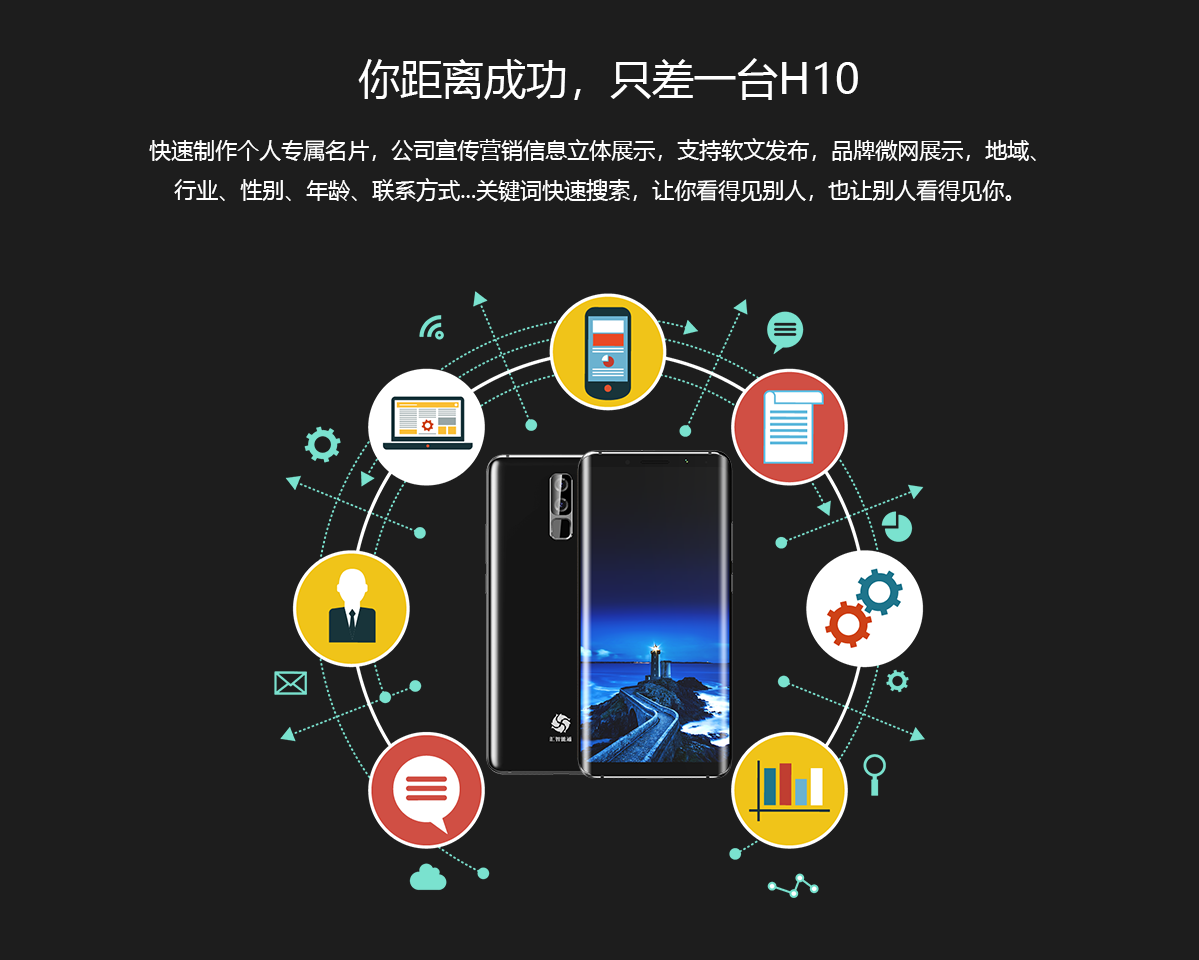 你距离成功，只差一台H10
快速制作个人专属名片，公司宣传营销信息立体展示，支持软文发布，品牌微网展示，地域、
行业、性别、年龄、联系方式...关键词快速搜索，让你看得见别人，也让别人看得见你。